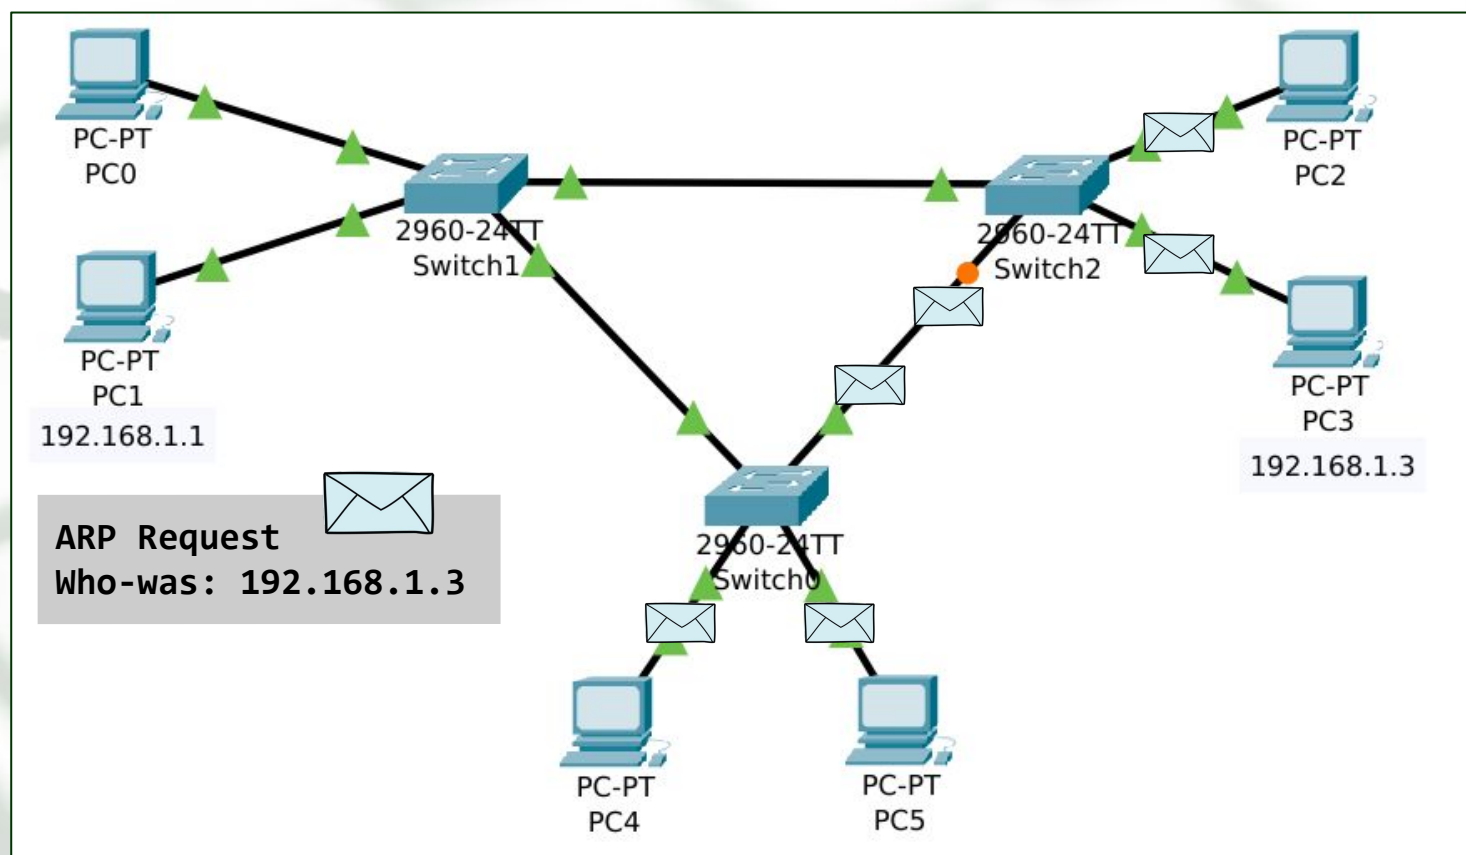 PC-PT
PC0
PC-PT
PC2
2960-24TT
Switch1
2960-24TT
Switch2
PC-PT
PC1
192.168.1.1
PC-PT
PC3
192.168.1.3
ARP Request
Who-was: 192.168.1.3
2960-24TT
Switch0
PC-PT
PC4
PC-PT
PC5